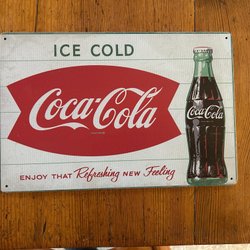 ICE COLD
Coca-Cola
Coca-Cola
ENJOY THAT Refreshing NEW Feeling